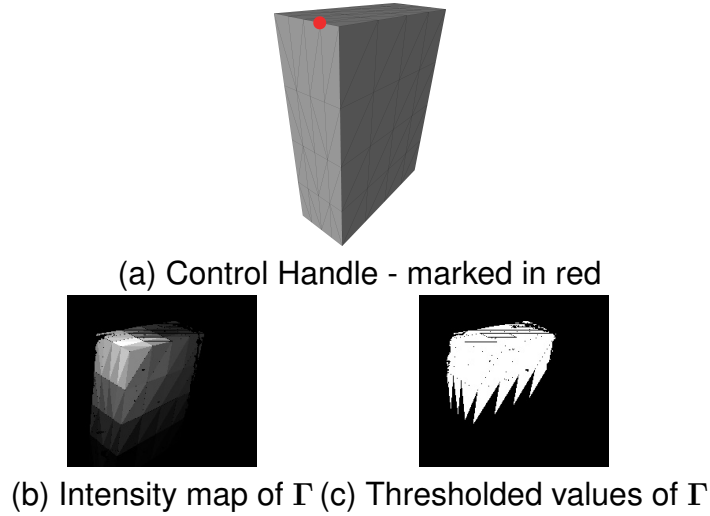 (a) Control Handle - marked in red
(b) Intensity map of Γ (c) Thresholded values of Γ